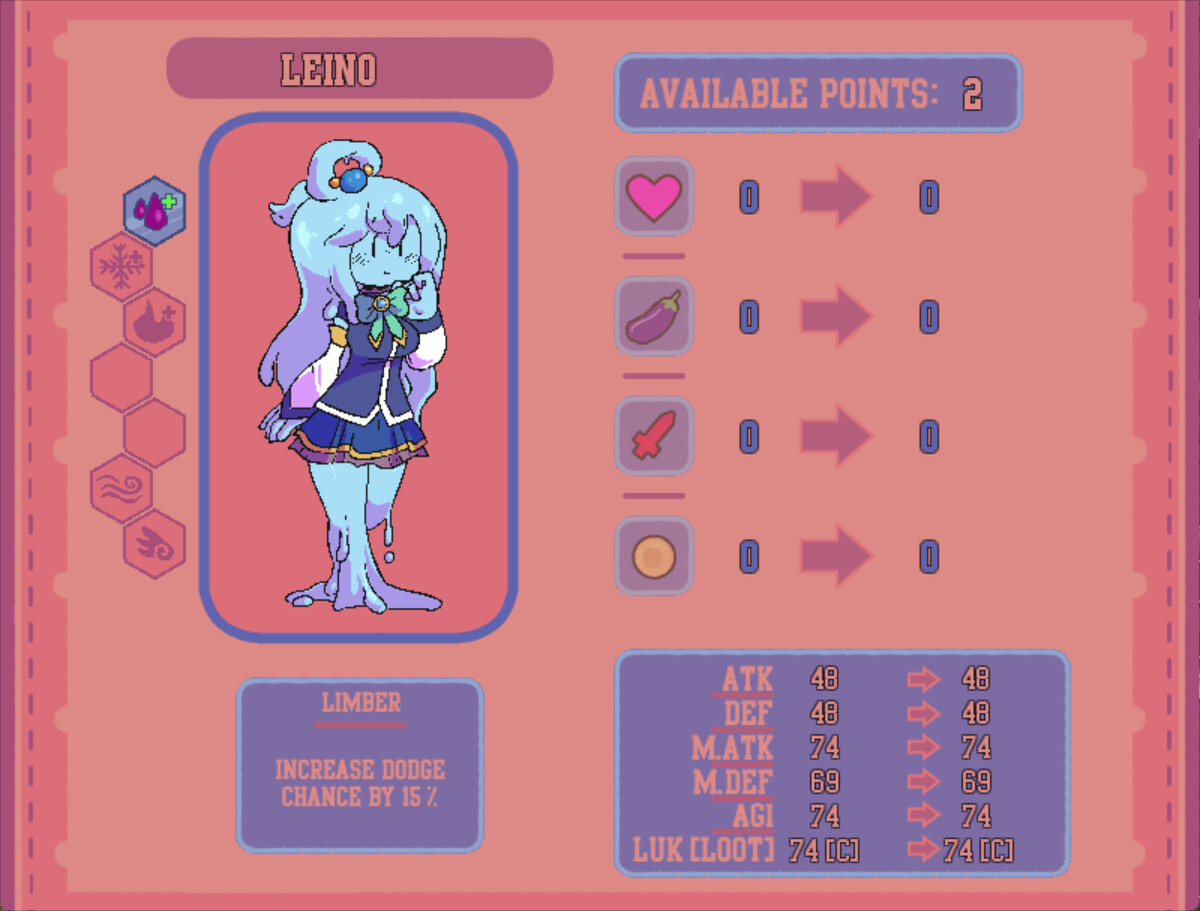 LEINO
AVAILABLE POINTS: 2
0 0
0 0
0 0
0 0
LIMBER
INCREASE DODGE
CHANCE BY 15 %
ATK 48 48
DEF 48 48
M.ATK 74 74
M.DEF 69 69
AGI 74 74
LUK [LOOT] 74 [C] 74 [C]